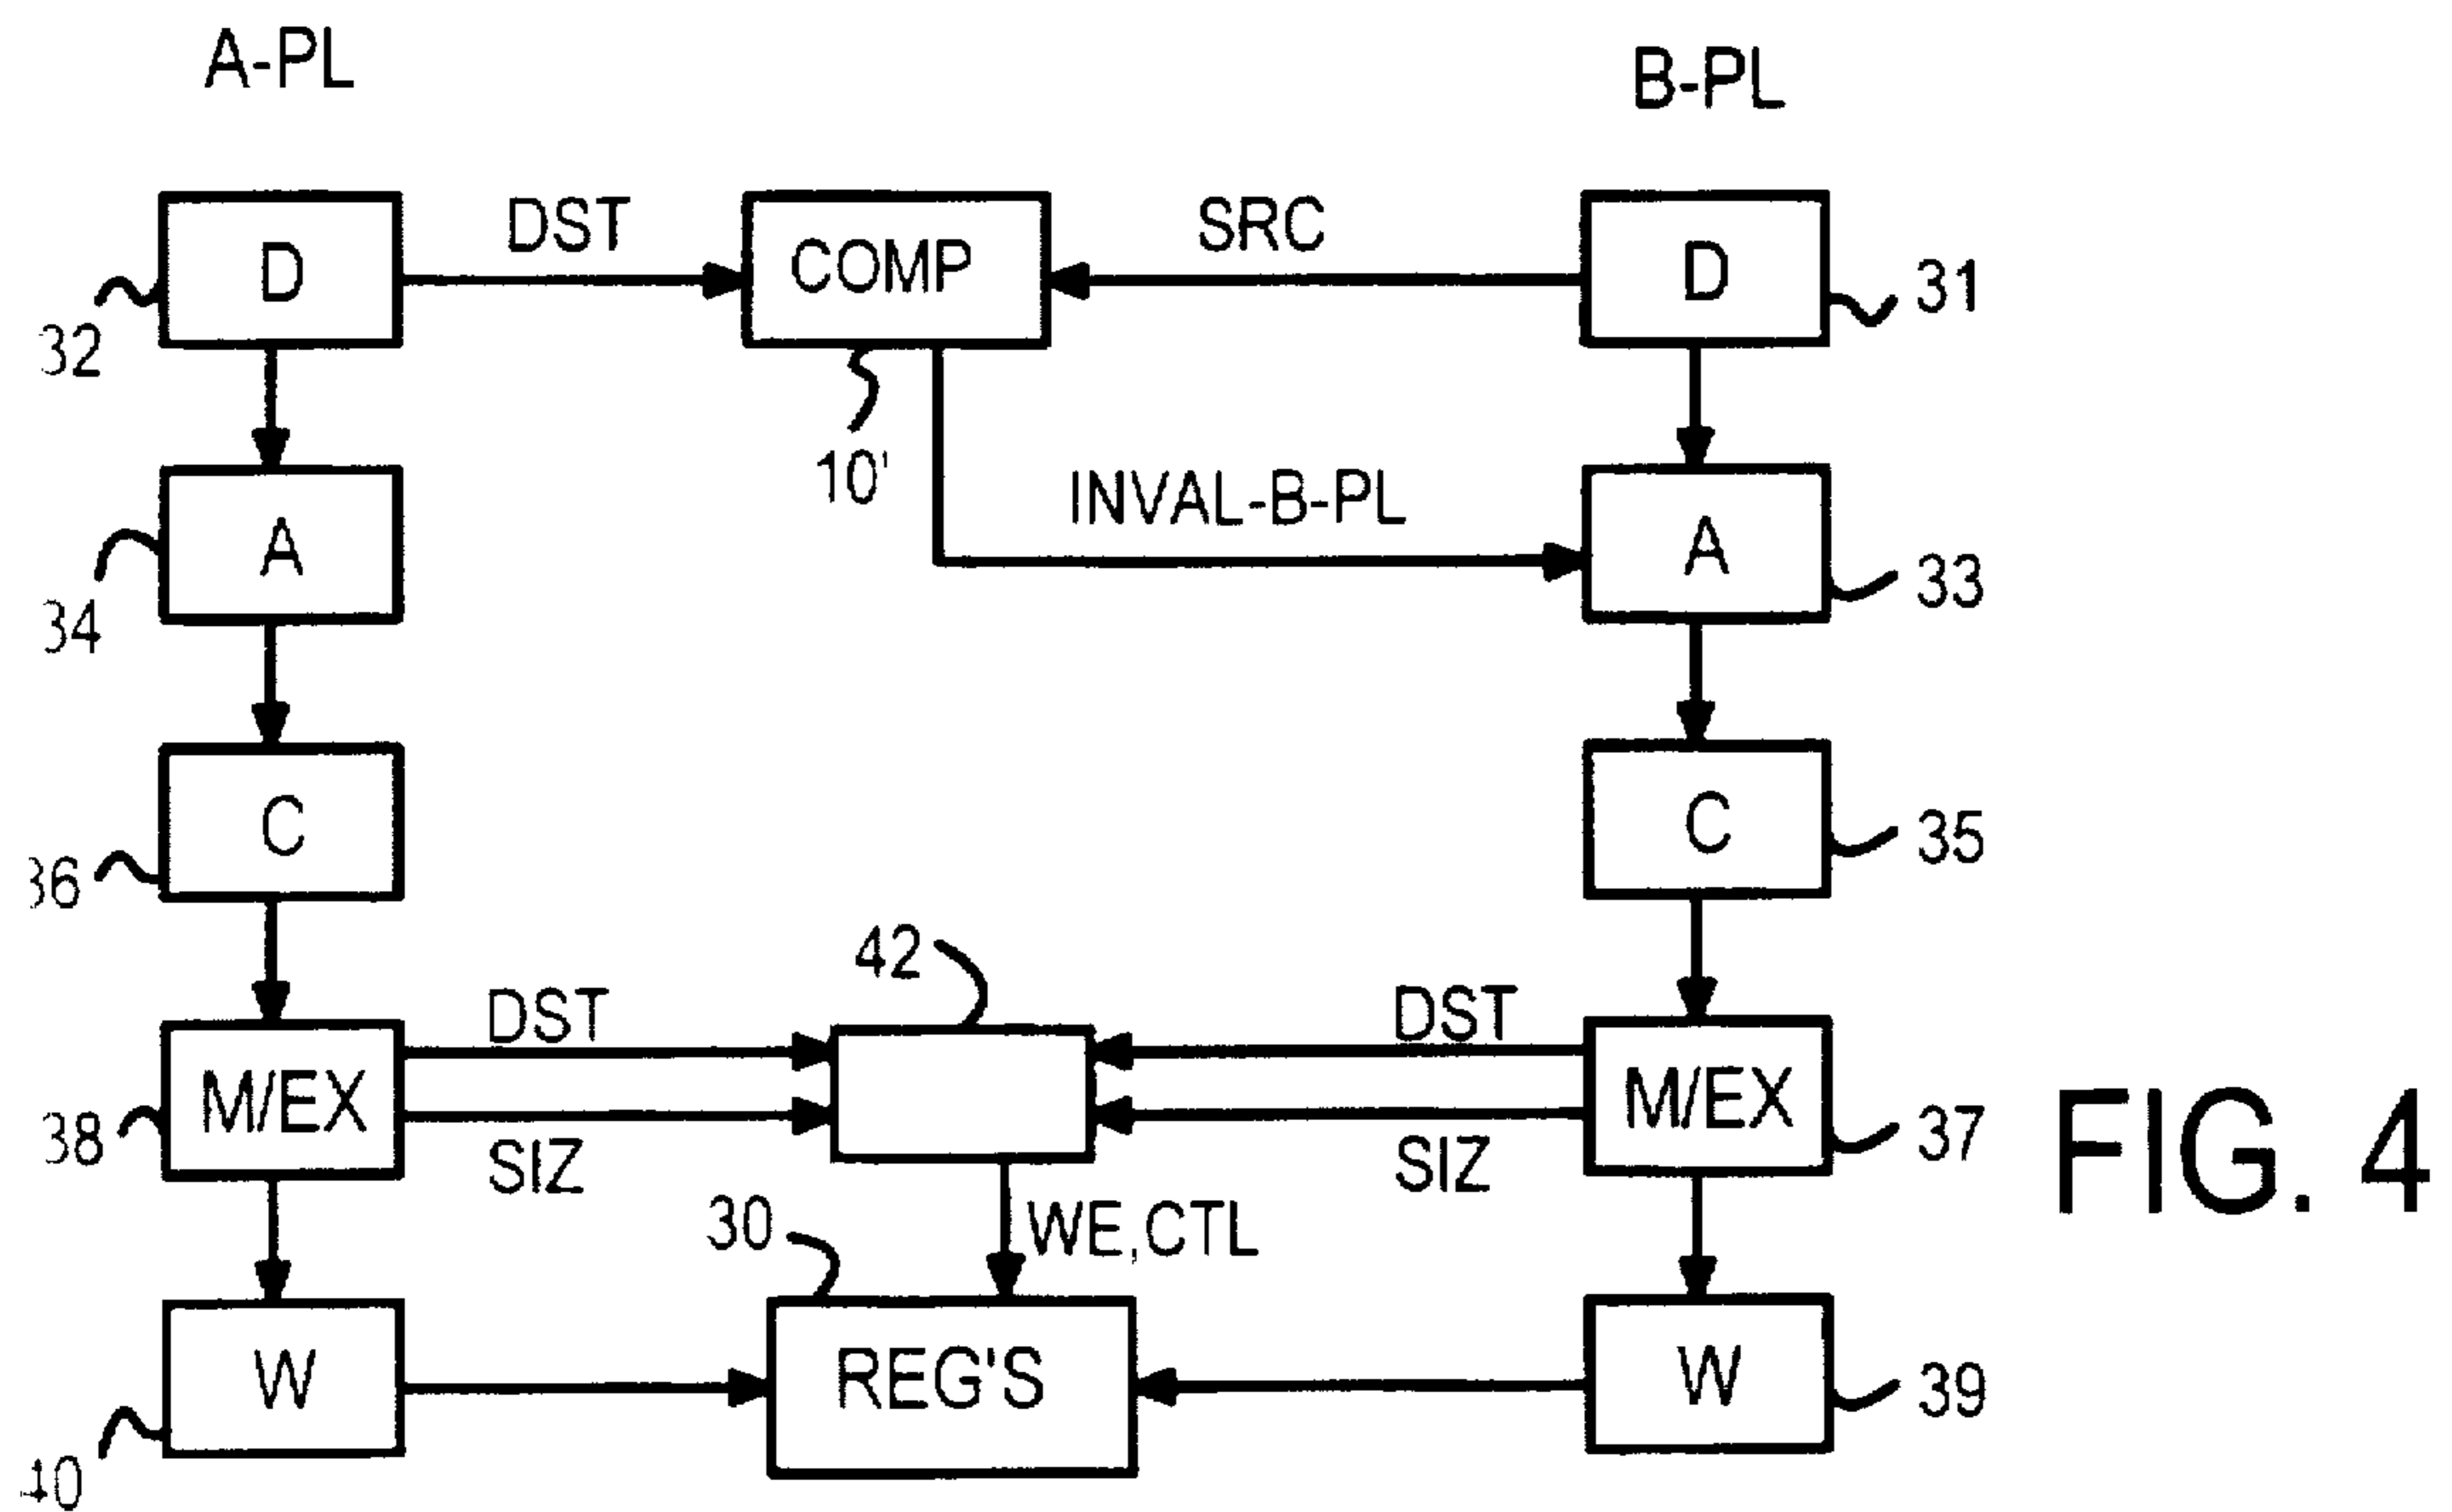 A-PL
B-PL
D
DST
COMP
SRC
D
31
32
10'
INVAL-B-PL
A
A
33
34
C
C
35
36
42
DST
DST
M/EX
M/EX
38
37
SIZ
SIZ
FIG. 4
30
WE,CTL
W
REG'S
W
39
40